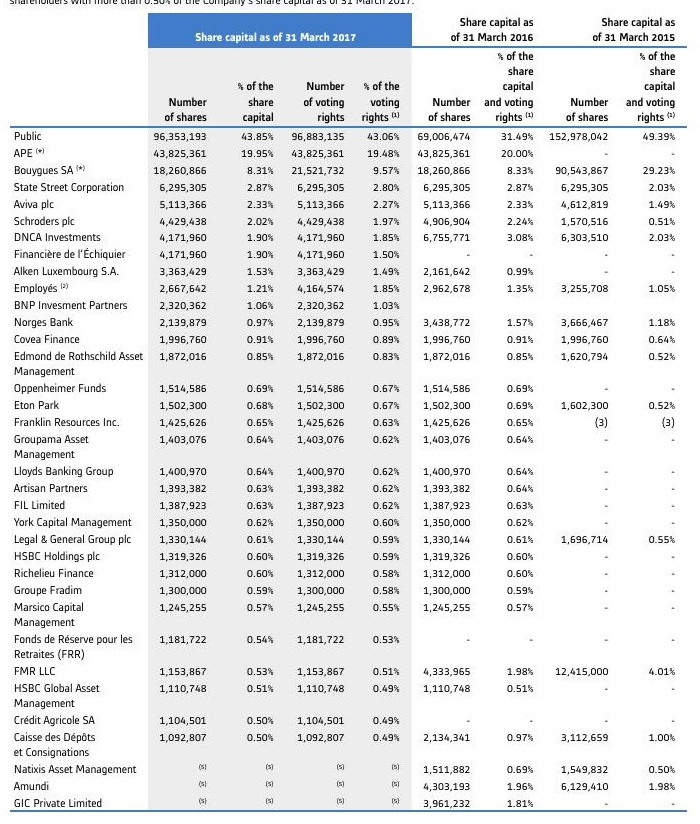 shareholders with more than 0.50% of the Company's share capital as of 31 March 2017.
Share capital as of 31 March 2017
Share capital as of 31 March 2016
Share capital as of 31 March 2015
Number of shares
% of the share capital
Number of voting rights
% of the voting rights (1)
Number of shares
% of the share capital and voting rights (1)
Number of shares
% of the share capital and voting rights (1)
Public 96,353,193 43.85% 96,883,135 43.06% 69,006,474 31.49% 152,978,042 49.39%
APE (*) 43,825,361 19.95% 43,825,361 19.48% 43,825,361 20.00% - -
Bouygues SA (*) 18,260,866 8.31% 21,521,732 9.57% 18,260,866 8.33% 90,543,867 29.23%
State Street Corporation 6,295,305 2.87% 6,295,305 2.80% 6,295,305 2.87% 6,295,305 2.03%
Aviva plc 5,113,366 2.33% 5,113,366 2.27% 5,113,366 2.33% 4,612,819 1.49%
Schroders plc 4,429,438 2.02% 4,429,438 1.97% 4,906,904 2.24% 1,570,516 0.51%
DNCA Investments 4,171,960 1.90% 4,171,960 1.85% 6,755,771 3.08% 6,303,510 2.03%
Financière de l'Échiquier 4,171,960 1.90% 4,171,960 1.50% - - - -
Alken Luxembourg S.A. 3,363,429 1.53% 3,363,429 1.49% 2,161,642 0.99% - -
Employés (2) 2,667,642 1.21% 4,164,574 1.85% 2,962,678 1.35% 3,255,708 1.05%
BNP Invesment Partners 2,320,362 1.06% 2,320,362 1.03%
Norges Bank 2,139,879 0.97% 2,139,879 0.95% 3,438,772 1.57% 3,666,467 1.18%
Covea Finance 1,996,760 0.91% 1,996,760 0.89% 1,996,760 0.91% 1,996,760 0.64%
Edmond de Rothschild Asset 1,872,016 0.85% 1,872,016 0.83% 1,872,016 0.85% 1,620,794 0.52%
Management
Oppenheimer Funds 1,514,586 0.69% 1,514,586 0.67% 1,514,586 0.69% - -
Eton Park 1,502,300 0.68% 1,502,300 0.67% 1,502,300 0.69% 1,602,300 0.52%
Franklin Resources Inc. 1,425,626 0.65% 1,425,626 0.63% 1,425,626 0.65% (3) (3)
Groupama Asset 1,403,076 0.64% 1,403,076 0.62% 1,403,076 0.64% - -
Management
Lloyds Banking Group 1,400,970 0.64% 1,400,970 0.62% 1,400,970 0.64% - -
Artisan Partners 1,393,382 0.63% 1,393,382 0.62% 1,393,382 0.64% - -
FIL Limited 1,387,923 0.63% 1,387,923 0.62% 1,387,923 0.63% - -
York Capital Management 1,350,000 0.62% 1,350,000 0.60% 1,350,000 0.62% - -
Legal & General Group plc 1,330,144 0.61% 1,330,144 0.59% 1,330,144 0.61% 1,696,714 0.55%
HSBC Holdings plc 1,319,326 0.60% 1,319,326 0.59% 1,319,326 0.60% - -
Richelieu Finance 1,312,000 0.60% 1,312,000 0.58% 1,312,000 0.60% - -
Groupe Fradim 1,300,000 0.59% 1,300,000 0.58% 1,300,000 0.59% - -
Marsico Capital 1,245,255 0.57% 1,245,255 0.55% 1,245,255 0.57% - -
Management
Fonds de Réserve pour les 1,181,722 0.54% 1,181,722 0.53% - - - -
Retraites (FRR)
FMR LLC 1,153,867 0.53% 1,153,867 0.51% 4,333,965 1.98% 12,415,000 4.01%
HSBC Global Asset 1,110,748 0.51% 1,110,748 0.49% 1,110,748 0.51% - -
Management
Crédit Agricole SA 1,104,501 0.50% 1,104,501 0.49% - - - -
Caisse des Dépôts 1,092,807 0.50% 1,092,807 0.49% 2,134,341 0.97% 3,112,659 1.00%
et Consignations
Natixis Asset Management (s) (s) (s) (s) 1,511,882 0.69% 1,549,832 0.50%
Amundi (s) (s) (s) (s) 4,303,193 1.96% 6,129,410 1.98%
GIC Private Limited (s) (s) (s) (s) 3,961,232 1.81% - -